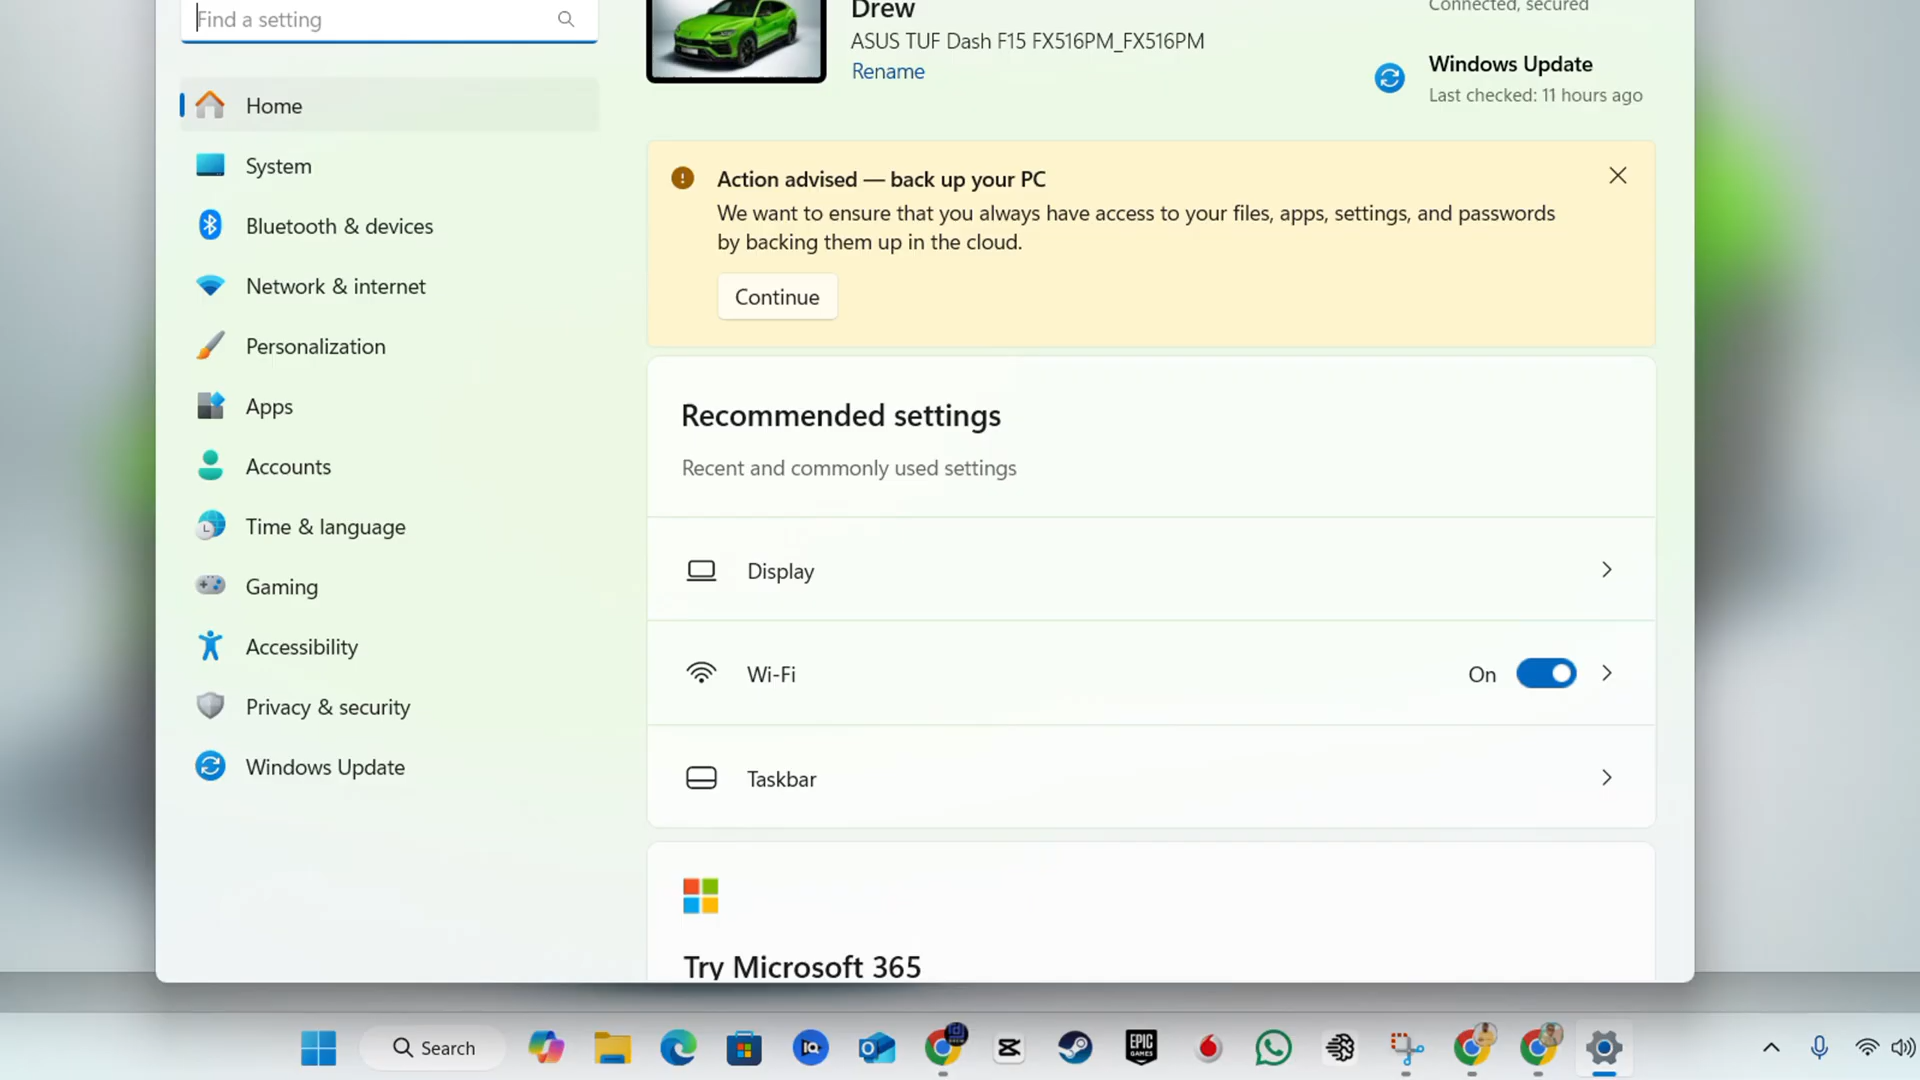 Find a setting
Drew
ASUS TUF Dash F15 FX516PM_FX516PM
Rename
Connected, secured
Windows Update
Last checked: 11 hours ago
Home
System
Bluetooth & devices
Network & internet
Personalization
Apps
Accounts
Time & language
Gaming
Accessibility
Privacy & security
Windows Update
Action advised — back up your PC
We want to ensure that you always have access to your files, apps, settings, and passwords
by backing them up in the cloud.
Continue
Recommended settings
Recent and commonly used settings
Display
Wi-Fi
On
Taskbar
Try Microsoft 365
Search
EPIC
GAMES